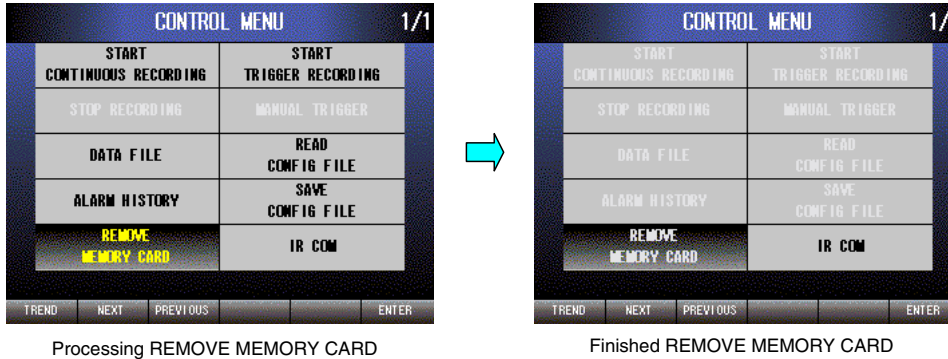 CONTROL MENU 1/1
START
CONTINUOUS RECORDING
START
TRIGGER RECORDING
STOP RECORDING
MANUAL TRIGGER
DATA FILE
READ
CONFIG FILE
ALARM HISTORY
SAVE
CONFIG FILE
REMOVE
MEMORY CARD
IR COM
TREND NEXT PREVIOUS ENTER
Processing REMOVE MEMORY CARD
CONTROL MENU 1/
START
CONTINUOUS RECORDING
START
TRIGGER RECORDING
STOP RECORDING
MANUAL TRIGGER
DATA FILE
READ
CONFIG FILE
ALARM HISTORY
SAVE
CONFIG FILE
REMOVE
MEMORY CARD
IR COM
TREND NEXT PREVIOUS ENTER
Finished REMOVE MEMORY CARD